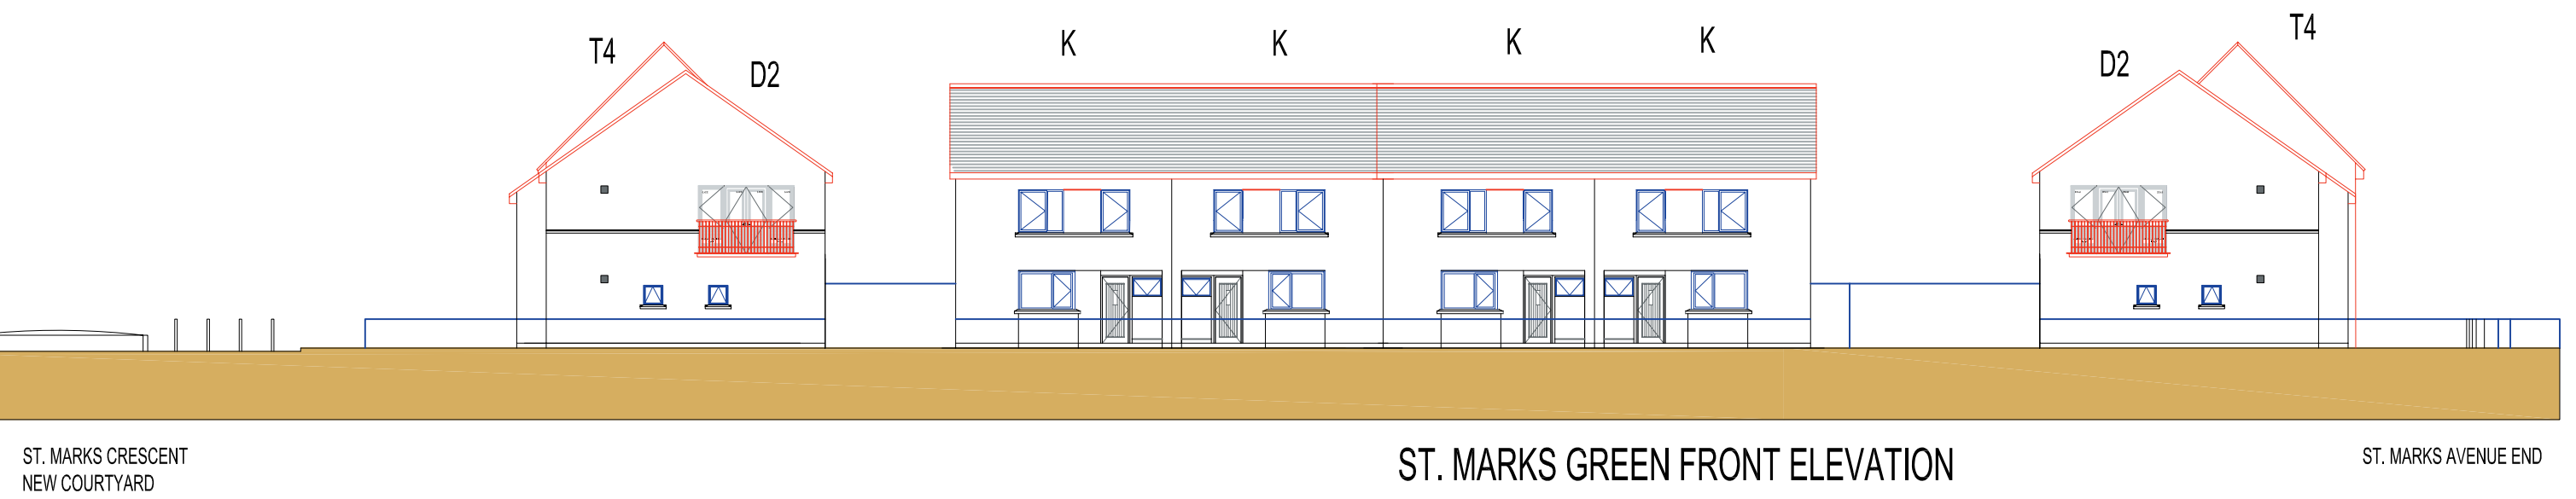 T4
D2
K
K
K
K
D2
T4
ST. MARKS CRESCENT
NEW COURTYARD
ST. MARKS GREEN FRONT ELEVATION
ST. MARKS AVENUE END